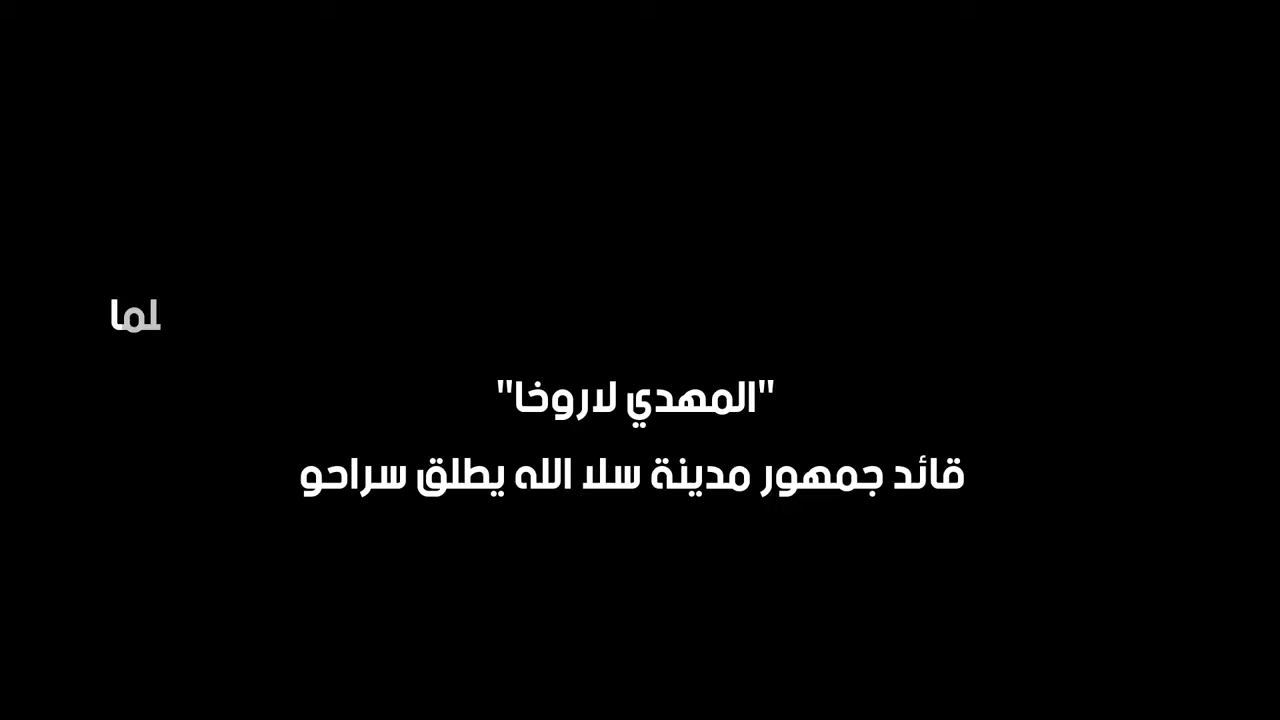 لما
"المهدي لاروخا"
قائد جمهور مدينة سلا الله يطلق سراحو